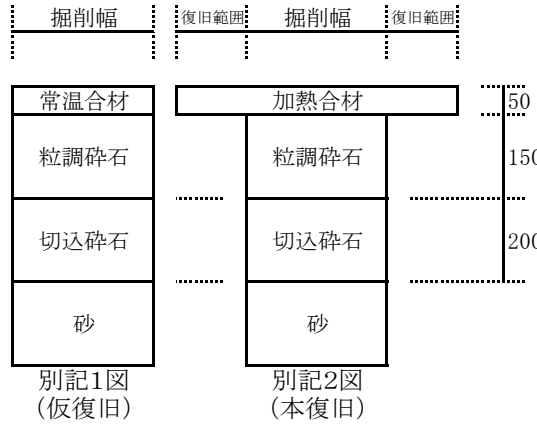 掘削幅 復旧範囲 掘削幅 復旧範囲
常温合材 加熱合材 50
粒調砕石 粒調砕石 150
切込砕石 切込砕石 200
砂 砂
別記1図 別記2図
（仮復旧） （本復旧）